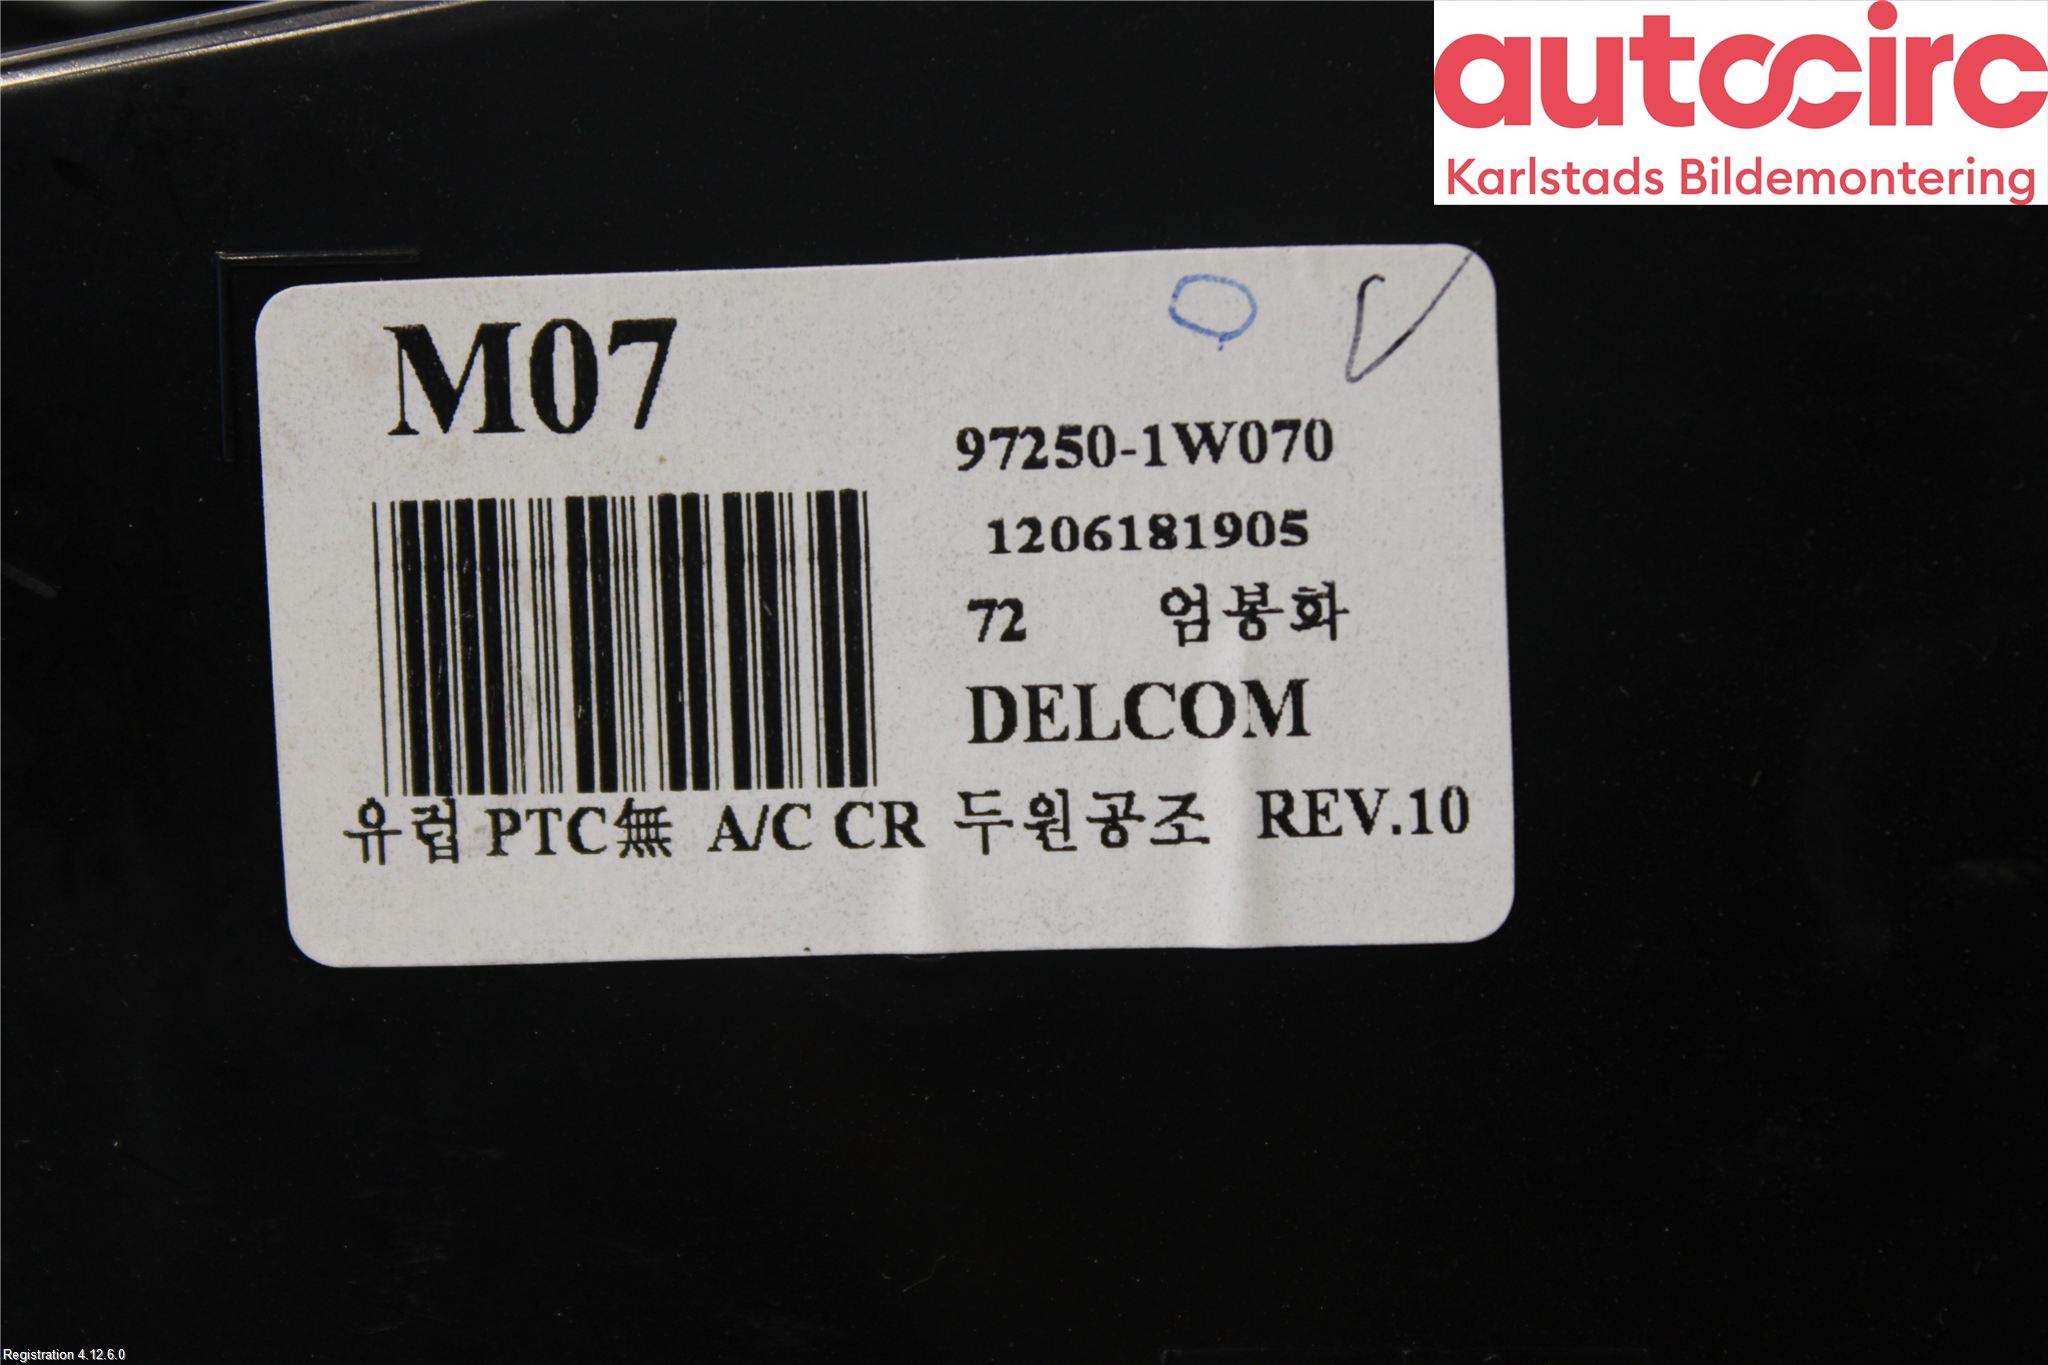 autocirc
Karlstads Bildemontering
M07
97250-1W070
1206181905
72 엄봉화
DELCOM
유럽 PTC無 A/C CR 두원공조 REV.10
Registration 4.12.6.0